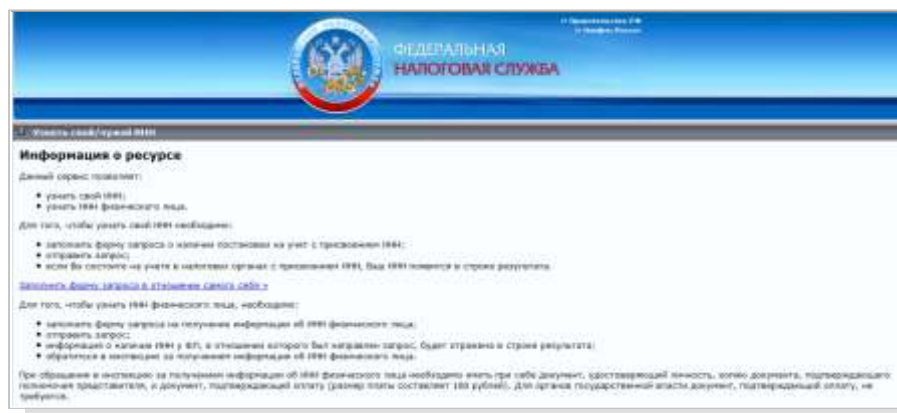 Правительство РФ
Минфин России
ФЕДЕРАЛЬНАЯ
НАЛОГОВАЯ СЛУЖБА
Узнать свой/чужой ИНН
Информация о ресурсе
Данный сервис позволяет:
узнать свой ИНН;
узнать ИНН физического лица.
Для того, чтобы узнать свой ИНН необходимо:
заполнить форму запроса о наличии постановки на учет с присвоением ИНН;
отправить запрос;
если Вы состоите на учете в налоговых органах с присвоением ИНН, Ваш ИНН появится в строке результата.
Заполнить форму запроса в отношении самого себя »
Для того, чтобы узнать ИНН физического лица, необходимо:
заполнить форму запроса на получение информации об ИНН физического лица;
отправить запрос;
информация о наличии ИНН у ФЛ, в отношении которого был направлен запрос, будет отражена в строке результата;
обратиться в инспекцию за получением информации об ИНН физического лица.
При обращении в инспекцию за получением информации об ИНН физического лица необходимо иметь при себе документ, удостоверяющий личность, копию документа, подтверждающего
полномочия представителя, и документ, подтверждающий оплату (размер платы составляет 100 рублей). Для органов государственной власти документ, подтверждающий оплату, не
требуется.